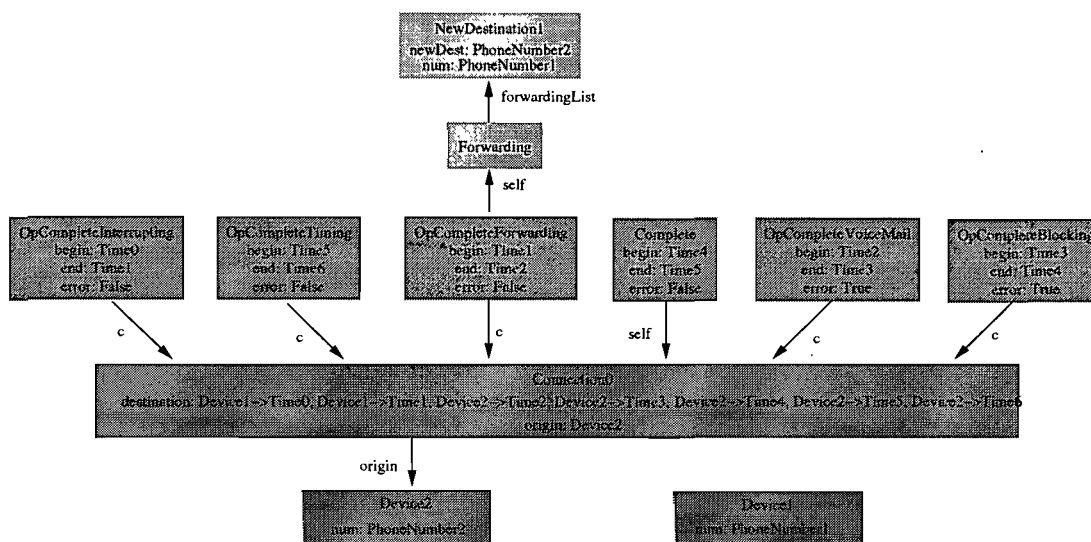 NewDestination1
newDest: PhoneNumber2
num: PhoneNumber1
forwardingList
Forwarding
self
OpCompleteInterrupting
begin: Time0
end: Time1
error: False
OpCompleteTiming
begin: Time5
end: Time6
error: False
OpCompleteForwarding
begin: Time1
end: Time2
error: False
Complete
begin: Time4
end: Time5
error: False
OpCompleteVoiceMail
begin: Time2
end: Time3
error: True
OpCompleteBlocking
begin: Time3
end: Time4
error: True
c
c
c
self
c
c
Connection0
destination: Device1->Time0, Device1->Time1, Device2->Time2, Device2->Time3, Device2->Time4, Device2->Time5, Device2->Time6
origin: Device2
origin
Device2
num: PhoneNumber2
Device1
num: PhoneNumber1